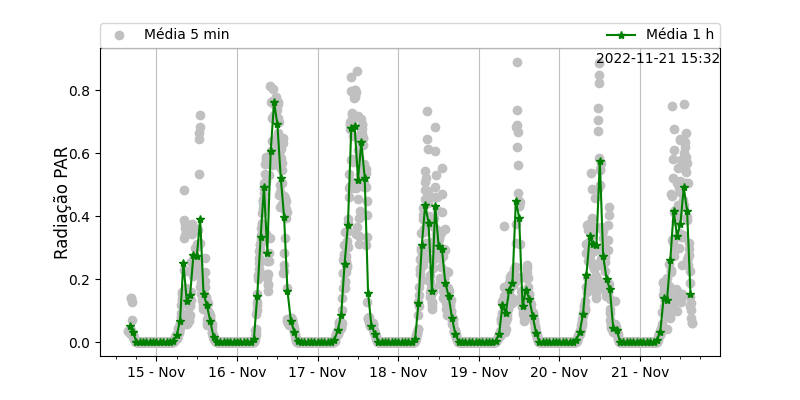 Média 5 min
Média 1 h
2022-11-21 15:32
Radiação PAR
0.8
0.6
0.4
0.2
0.0
15 - Nov
16 - Nov
17 - Nov
18 - Nov
19 - Nov
20 - Nov
21 - Nov